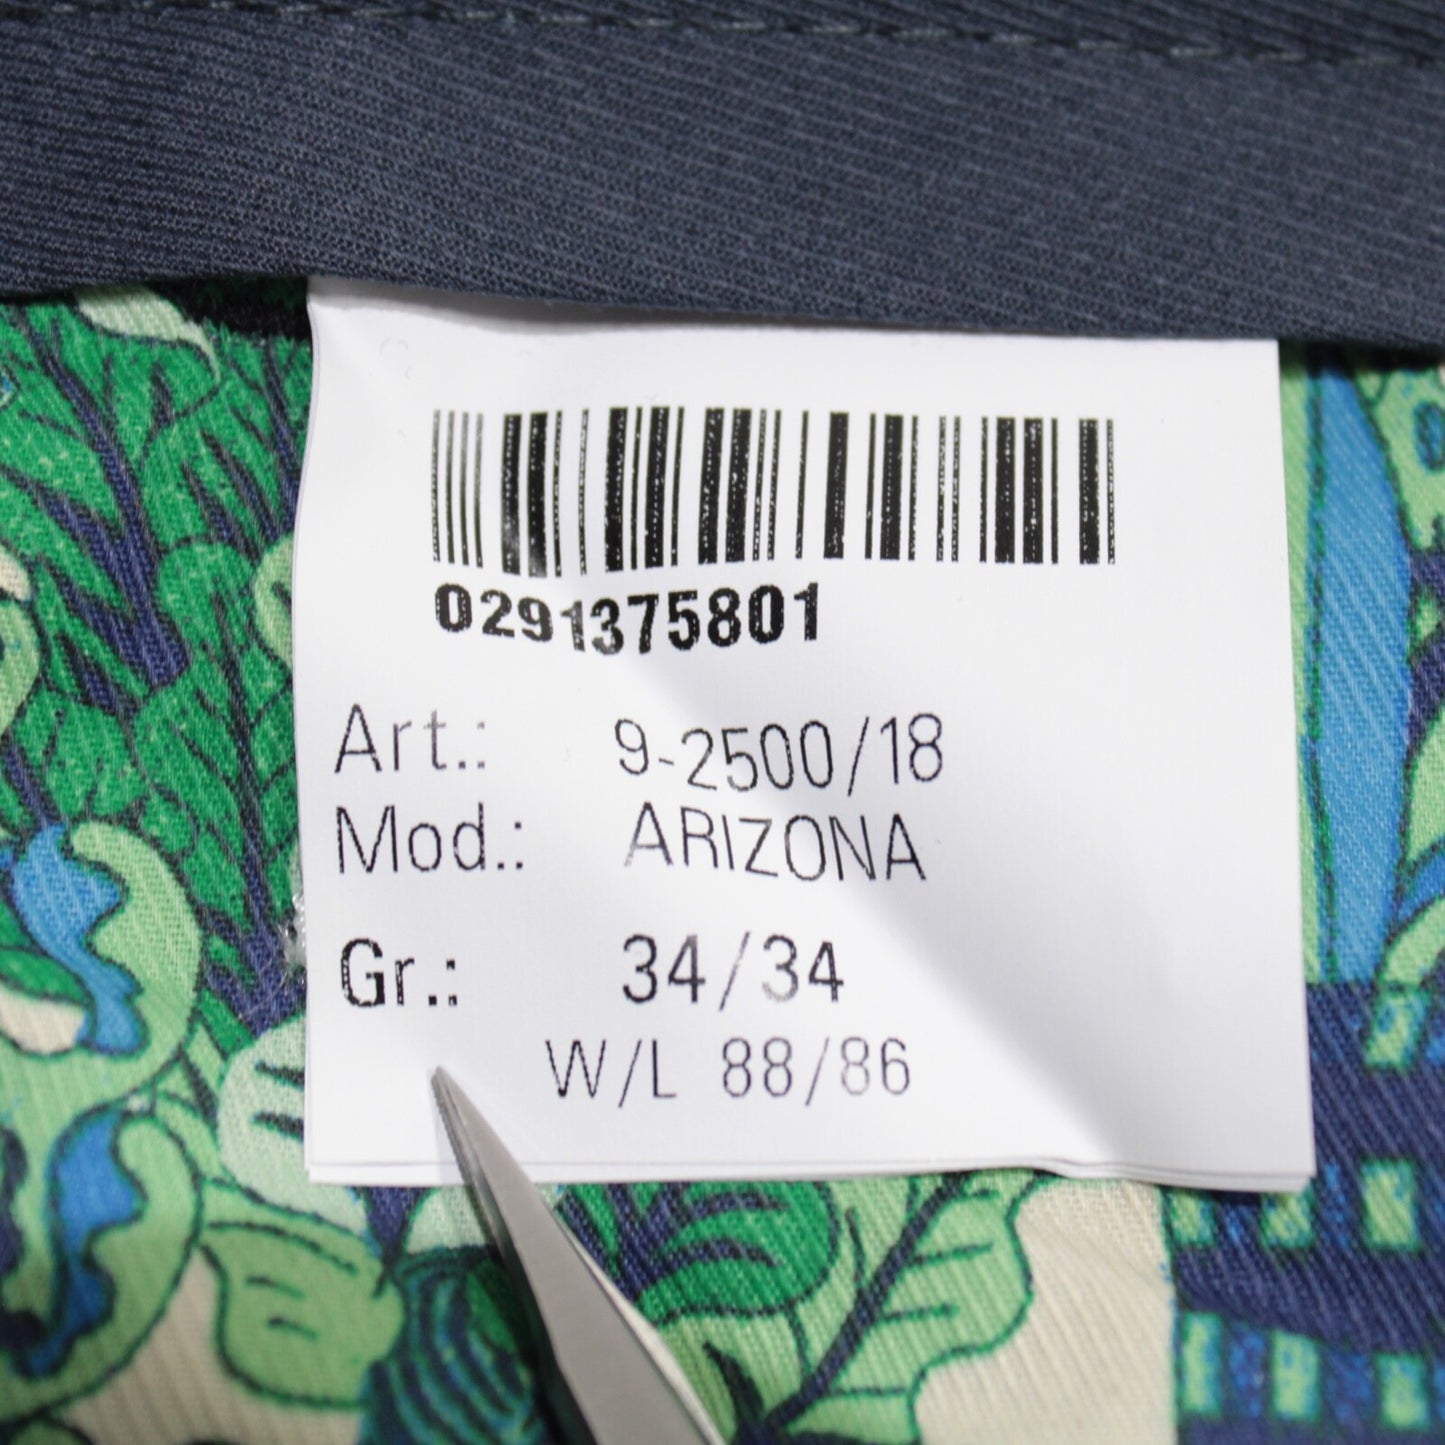 0291375801
Art.: 9-2500/18
Mod.: ARIZONA
Gr.: 34/34
W/L 88/86